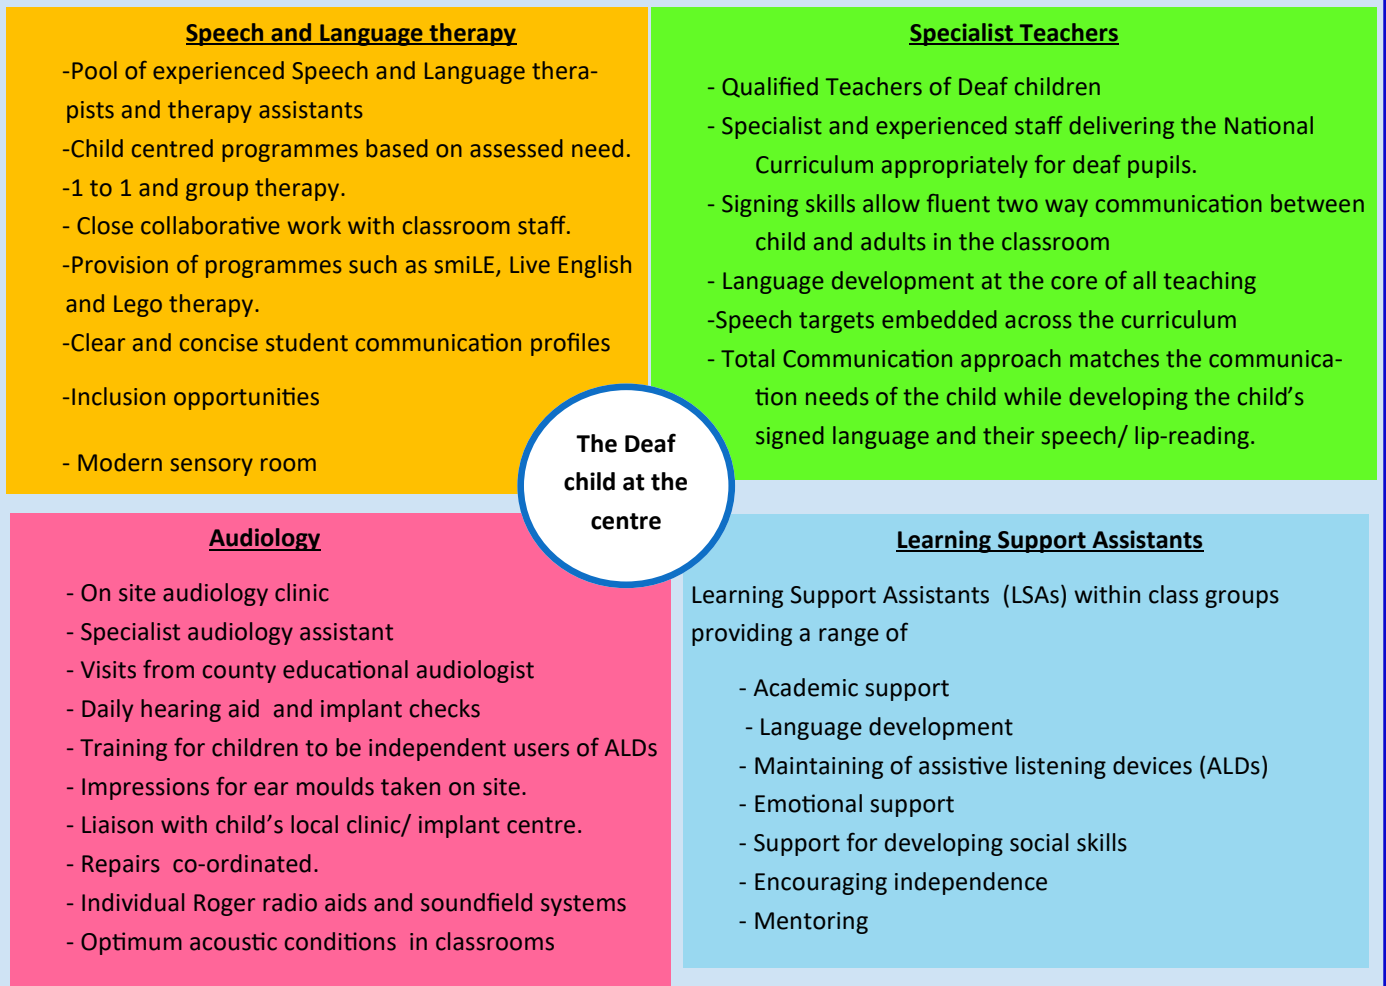 Speech and Language therapy
-Pool of experienced Speech and Language thera-
pists and therapy assistants
-Child centred programmes based on assessed need.
-1 to 1 and group therapy.
- Close collaborative work with classroom staff.
-Provision of programmes such as smiLE, Live English
and Lego therapy.
-Clear and concise student communication profiles
-Inclusion opportunities
- Modern sensory room
Specialist Teachers
- Qualified Teachers of Deaf children
- Specialist and experienced staff delivering the National
Curriculum appropriately for deaf pupils.
- Signing skills allow fluent two way communication between
child and adults in the classroom
- Language development at the core of all teaching
-Speech targets embedded across the curriculum
- Total Communication approach matches the communica-
tion needs of the child while developing the child's
signed language and their speech/ lip-reading.
The Deaf
child at the
centre
Audiology
- On site audiology clinic
- Specialist audiology assistant
- Visits from county educational audiologist
- Daily hearing aid  and implant checks
- Training for children to be independent users of ALDs
- Impressions for ear moulds taken on site.
- Liaison with child's local clinic/ implant centre.
- Repairs  co-ordinated.
- Individual Roger radio aids and soundfield systems
- Optimum acoustic conditions  in classrooms
Learning Support Assistants
Learning Support Assistants  (LSAs) within class groups
providing a range of
- Academic support
- Language development
- Maintaining of assistive listening devices (ALDs)
- Emotional support
- Support for developing social skills
- Encouraging independence
- Mentoring